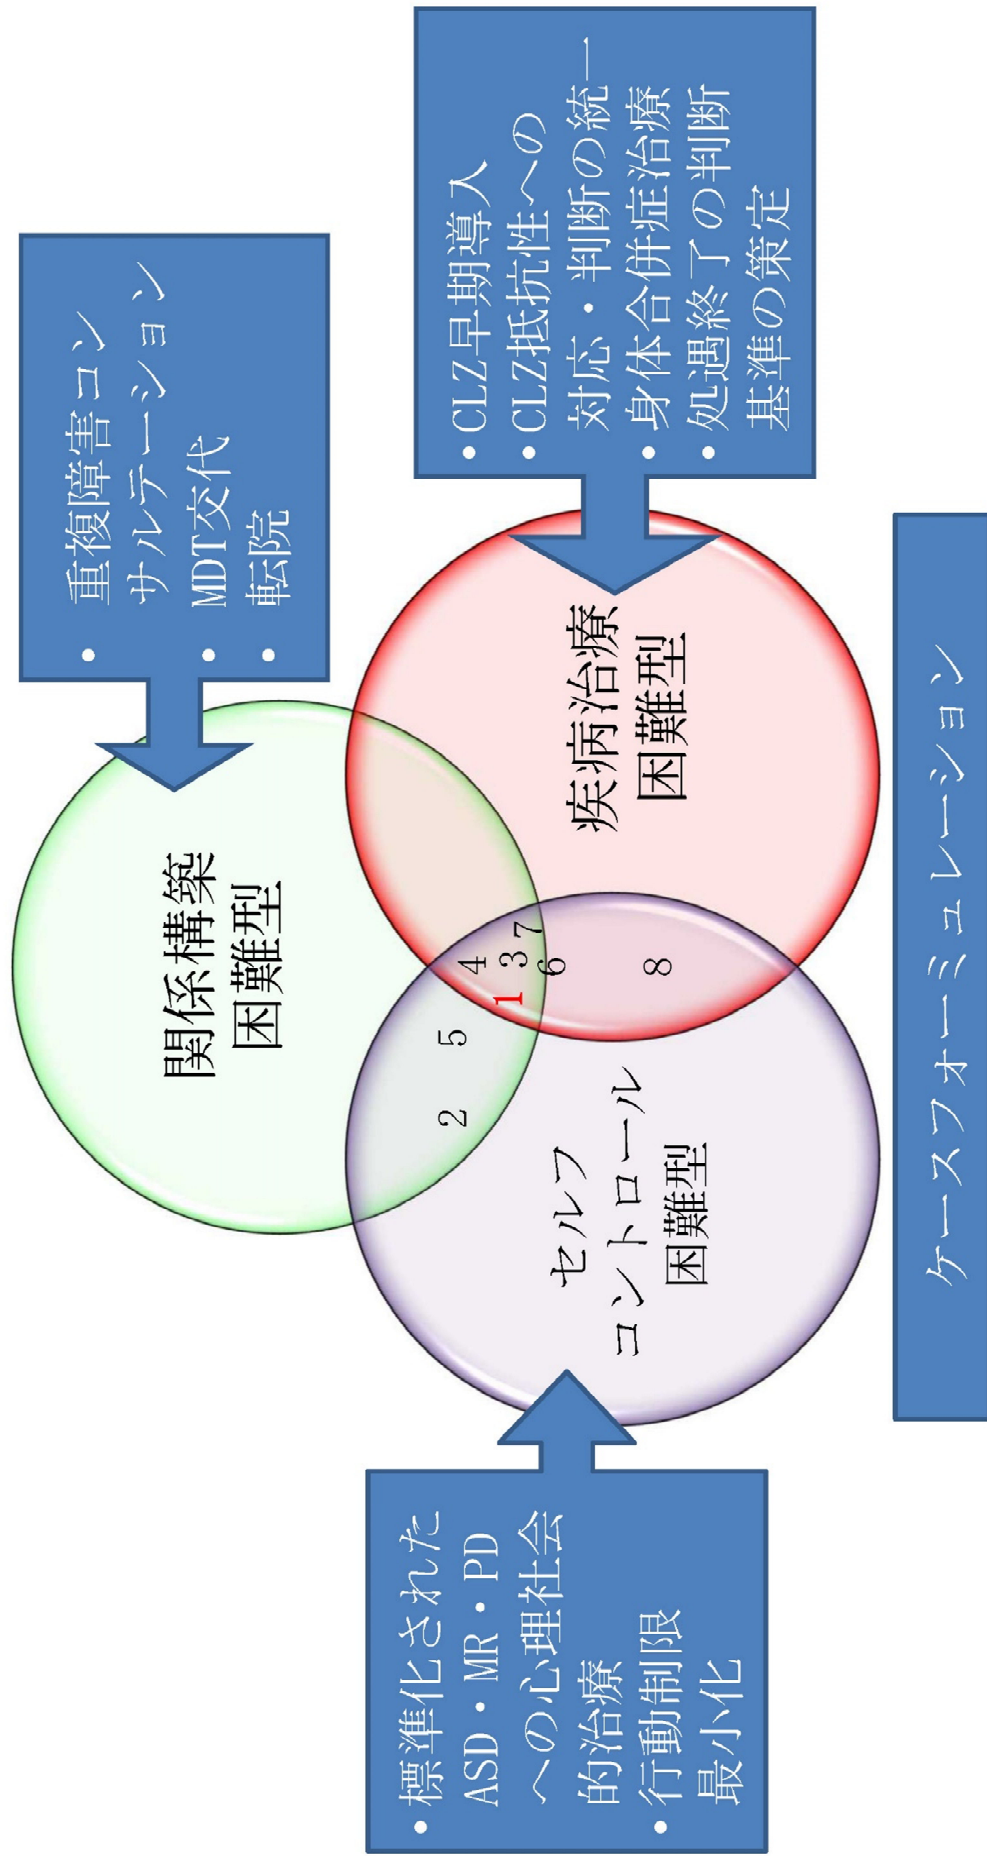 ・重複障害コン
サルテーション
・MDT交代
・転院
関係構築
困難型
・CLZ早期導入
・CLZ抵抗性への
対応・判断の統一
・身体合併症治療
・処遇終了の判断
基準の策定
疾病治療
困難型
・標準化された
ASD・MR・PD
への心理社会
的治療
・行動制限
最小化
セルフ
コントロール
困難型
4
3
7
1
6
5
2
8
ケースフォーミュレーション